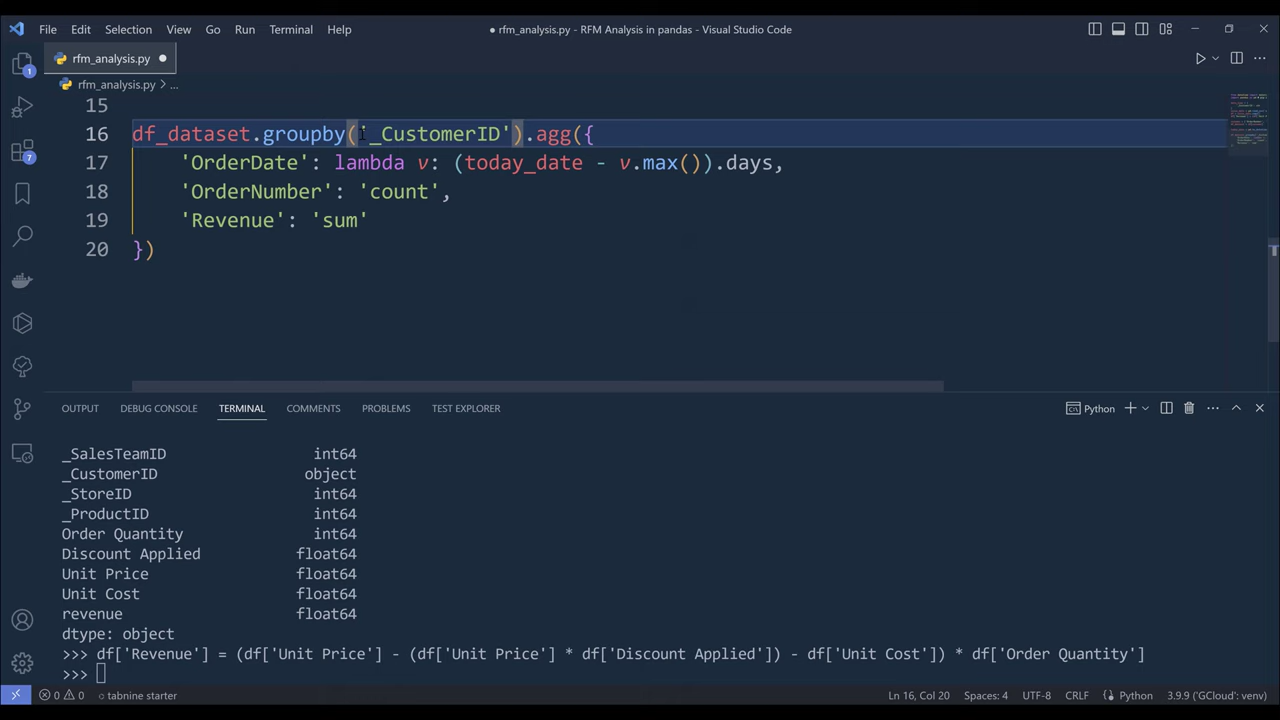 File Edit Selection View Go Run Terminal Help ● rfm_analysis.py - RFM Analysis in pandas - Visual Studio Code
rfm_analysis.py ●
rfm_analysis.py > ...
15
16 df_dataset.groupby('_CustomerID').agg({
17 'OrderDate': lambda v: (today_date - v.max()).days,
18 'OrderNumber': 'count',
19 'Revenue': 'sum'
20 })
OUTPUT DEBUG CONSOLE TERMINAL COMMENTS PROBLEMS TEST EXPLORER Python
_SalesTeamID int64
_CustomerID object
_StoreID int64
_ProductID int64
Order Quantity int64
Discount Applied float64
Unit Price float64
Unit Cost float64
revenue float64
dtype: object
>>> df['Revenue'] = (df['Unit Price'] - (df['Unit Price'] * df['Discount Applied']) - df['Unit Cost']) * df['Order Quantity']
>>>
1
7
0 0 tabnine starter Ln 16, Col 20 Spaces: 4 UTF-8 CRLF Python 3.9.9 ('GCloud': venv)